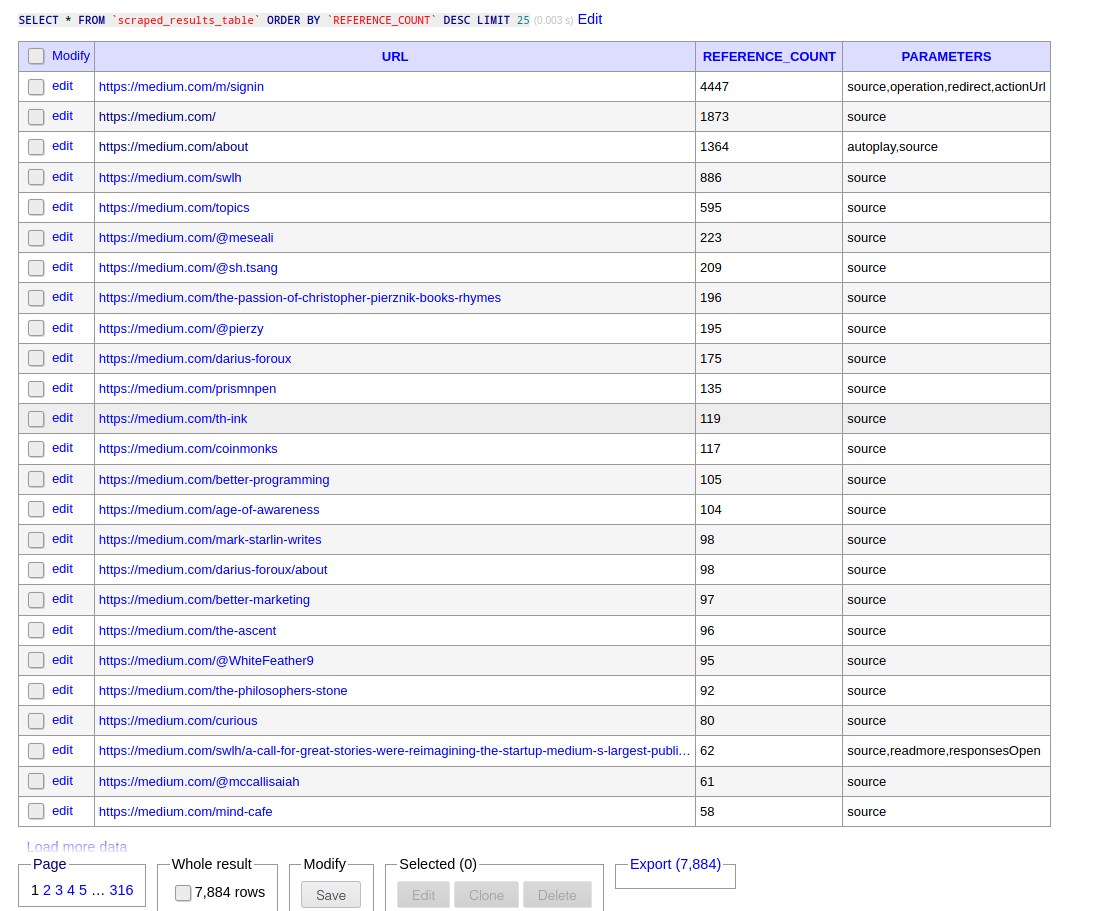 SELECT * FROM `scraped_results_table` ORDER BY `REFERENCE_COUNT` DESC LIMIT 25 (0.003 s) Edit
Modify URL REFERENCE_COUNT PARAMETERS
edit https://medium.com/m/signin 4447 source,operation,redirect,actionUrl
edit https://medium.com/ 1873 source
edit https://medium.com/about 1364 autoplay,source
edit https://medium.com/swlh 886 source
edit https://medium.com/topics 595 source
edit https://medium.com/@meseali 223 source
edit https://medium.com/@sh.tsang 209 source
edit https://medium.com/the-passion-of-christopher-pierznik-books-rhymes 196 source
edit https://medium.com/@pierzy 195 source
edit https://medium.com/darius-foroux 175 source
edit https://medium.com/prismnpen 135 source
edit https://medium.com/th-ink 119 source
edit https://medium.com/coinmonks 117 source
edit https://medium.com/better-programming 105 source
edit https://medium.com/age-of-awareness 104 source
edit https://medium.com/mark-starlin-writes 98 source
edit https://medium.com/darius-foroux/about 98 source
edit https://medium.com/better-marketing 97 source
edit https://medium.com/the-ascent 96 source
edit https://medium.com/@WhiteFeather9 95 source
edit https://medium.com/the-philosophers-stone 92 source
edit https://medium.com/curious 80 source
edit https://medium.com/swlh/a-call-for-great-stories-were-reimagining-the-startup-medium-s-largest-publi… 62 source,readmore,responsesOpen
edit https://medium.com/@mccallisaiah 61 source
edit https://medium.com/mind-cafe 58 source
Load more data
Page Whole result Modify Selected (0) Export (7,884)
1 2 3 4 5 … 316 7,884 rows Save Edit Clone Delete